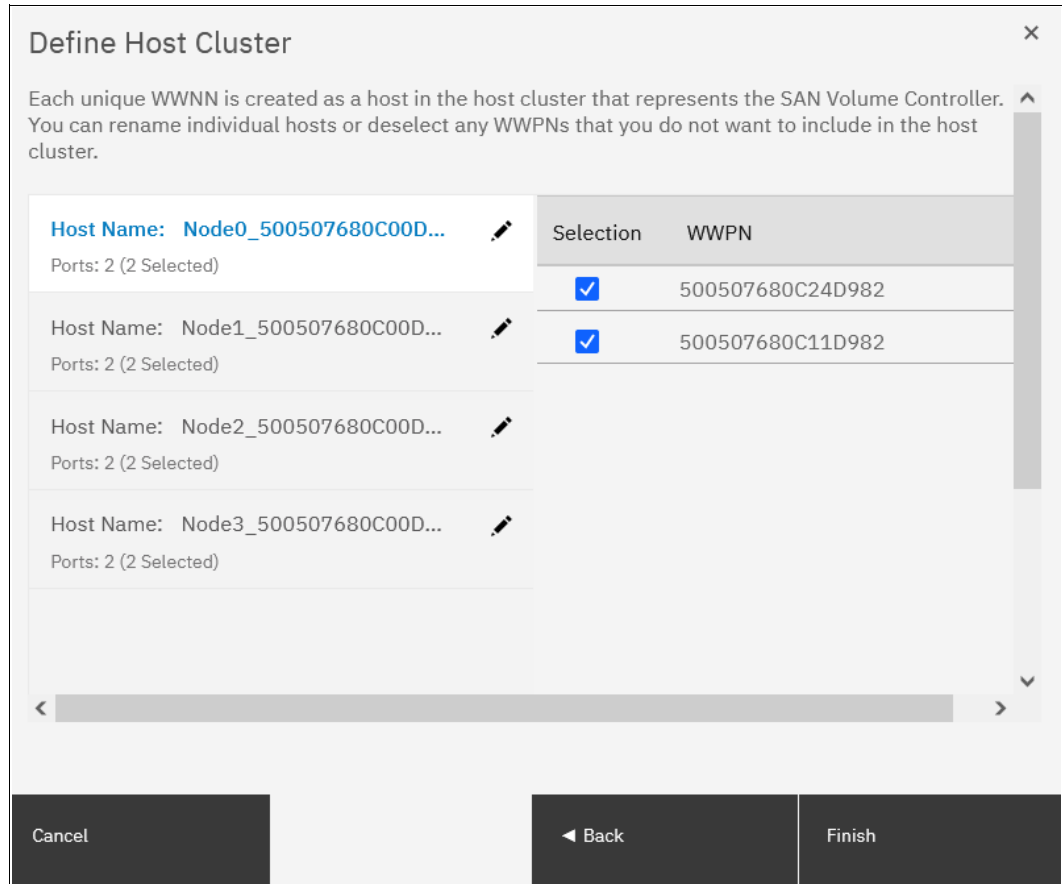 Define Host Cluster
Each unique WWNN is created as a host in the host cluster that represents the SAN Volume Controller.
You can rename individual hosts or deselect any WWPNs that you do not want to include in the host
cluster.
Host Name: Node0_500507680C00D...
Ports: 2 (2 Selected)
Host Name: Node1_500507680C00D...
Ports: 2 (2 Selected)
Host Name: Node2_500507680C00D...
Ports: 2 (2 Selected)
Host Name: Node3_500507680C00D...
Ports: 2 (2 Selected)
Selection WWPN
500507680C24D982
500507680C11D982
Cancel
Back
Finish